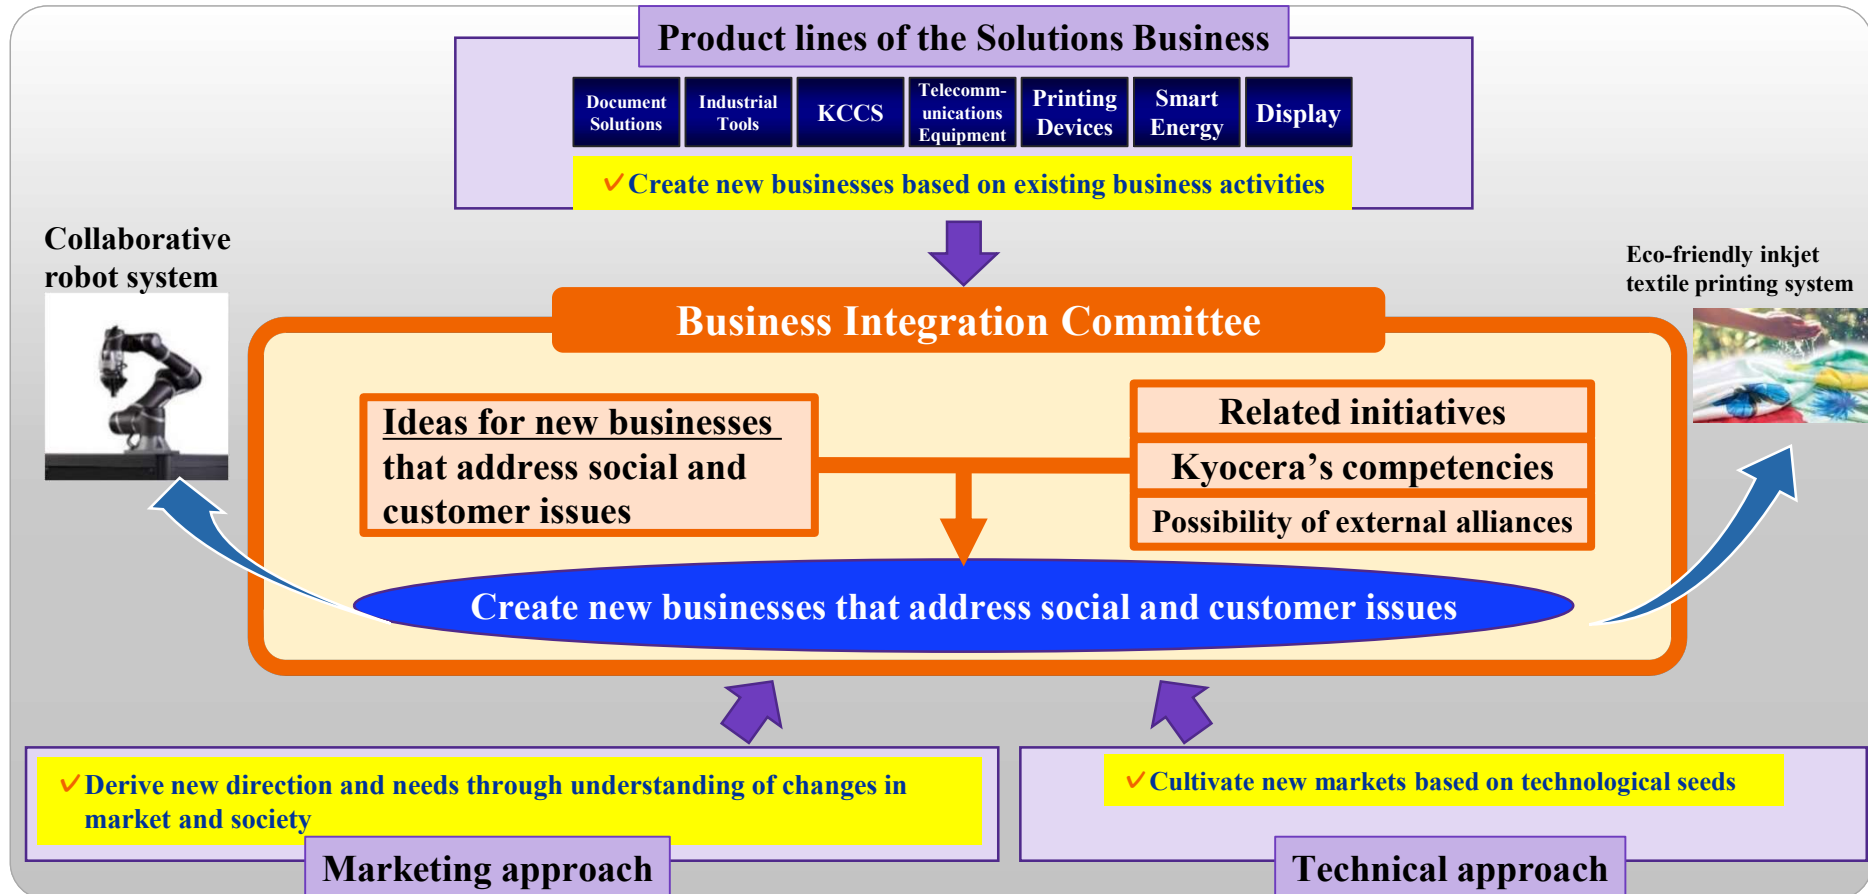 Product lines of the Solutions Business
Document
Solutions
Industrial
Tools
KCCS
Telecomm-
unications
Equipment
Printing
Devices
Smart
Energy
Display
✓Create new businesses based on existing business activities
Collaborative
robot system
Eco-friendly inkjet
textile printing system
Business Integration Committee
Ideas for new businesses
that address social and
customer issues
Related initiatives
Kyocera’s competencies
Possibility of external alliances
Create new businesses that address social and customer issues
✓Derive new direction and needs through understanding of changes in
market and society
Marketing approach
✓Cultivate new markets based on technological seeds
Technical approach